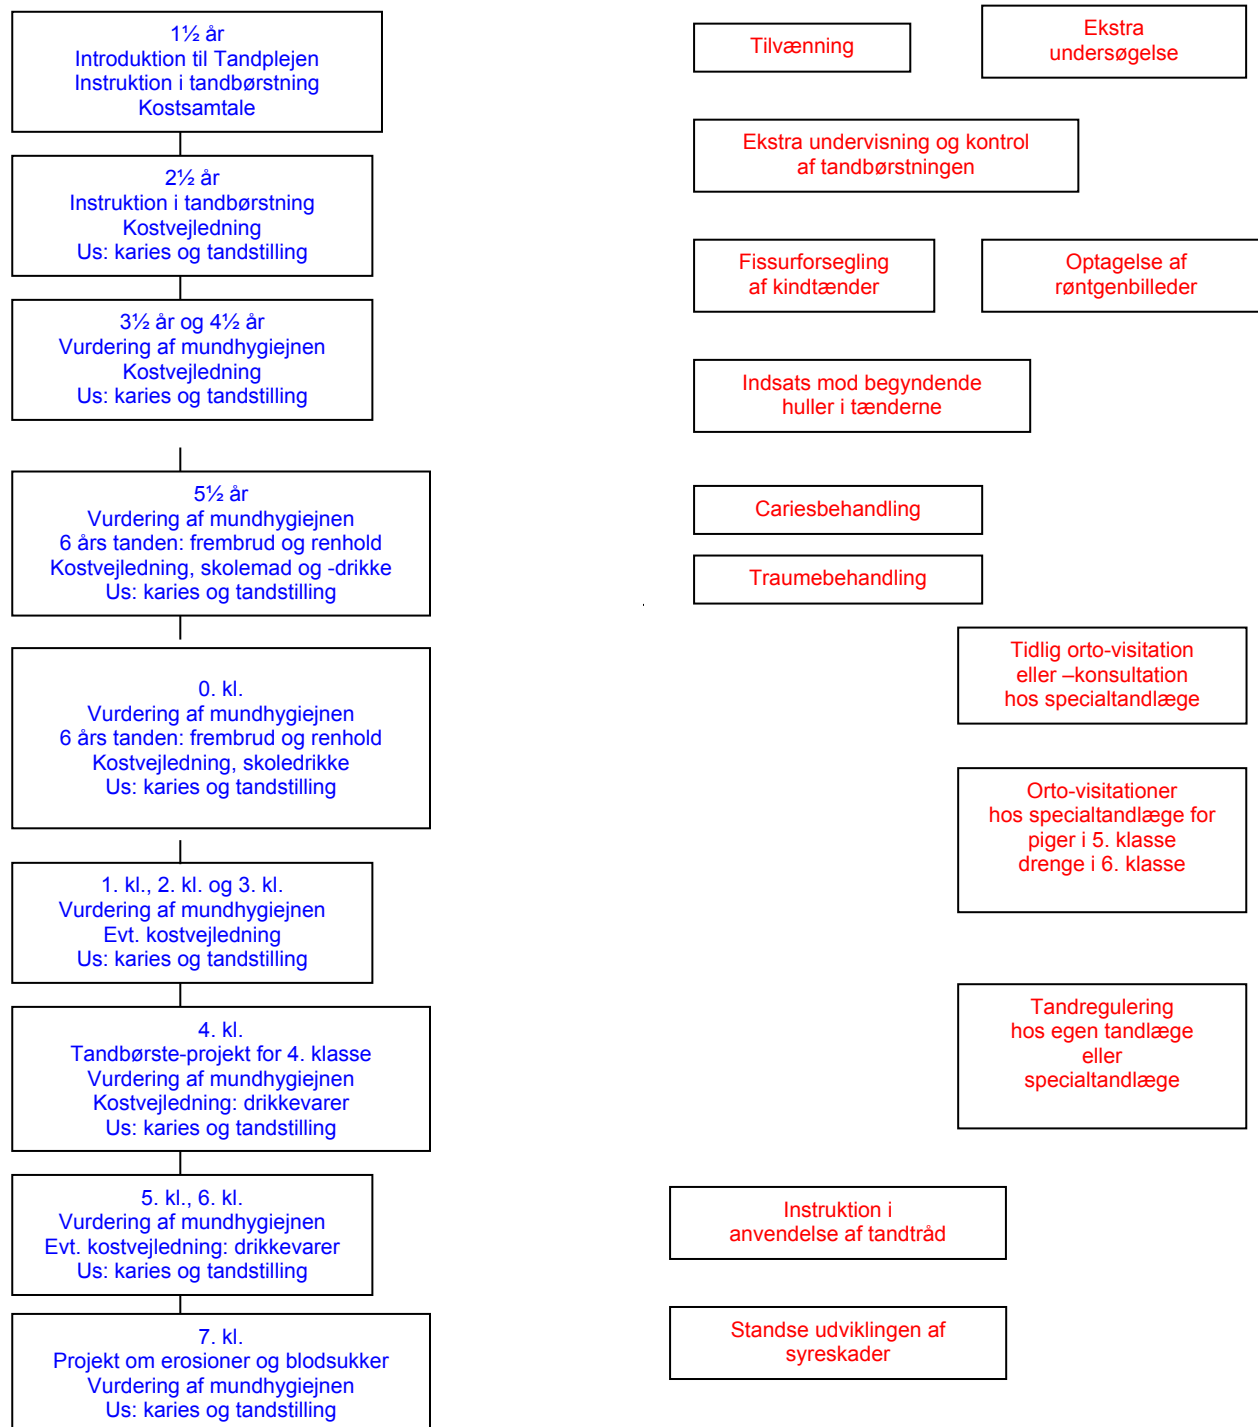 1½ år
Introduktion til Tandplejen
Instruktion i tandbørstning
Kostsamtale
2½ år
Instruktion i tandbørstning
Kostvejledning
Us: karies og tandstilling
3½ år og 4½ år
Vurdering af mundhygiejnen
Kostvejledning
Us: karies og tandstilling
5½ år
Vurdering af mundhygiejnen
6 års tanden: frembrud og renhold
Kostvejledning, skolemad og -drikke
Us: karies og tandstilling
0. kl.
Vurdering af mundhygiejnen
6 års tanden: frembrud og renhold
Kostvejledning, skoledrikke
Us: karies og tandstilling
1. kl., 2. kl. og 3. kl.
Vurdering af mundhygiejnen
Evt. kostvejledning
Us: karies og tandstilling
4. kl.
Tandbørste-projekt for 4. klasse
Vurdering af mundhygiejnen
Kostvejledning: drikkevarer
Us: karies og tandstilling
5. kl., 6. kl.
Vurdering af mundhygiejnen
Evt. kostvejledning: drikkevarer
Us: karies og tandstilling
7. kl.
Projekt om erosioner og blodsukker
Vurdering af mundhygiejnen
Us: karies og tandstilling
Tilvænning
Ekstra
undersøgelse
Ekstra undervisning og kontrol
af tandbørstningen
Fissurforsegling
af kindtænder
Optagelse af
røntgenbilleder
Indsats mod begyndende
huller i tænderne
Cariesbehandling
Traumebehandling
Tidlig orto-visitation
eller –konsultation
hos specialtandlæge
Orto-visitationer
hos specialtandlæge for
piger i 5. klasse
drenge i 6. klasse
Tandregulering
hos egen tandlæge
eller
specialtandlæge
Instruktion i
anvendelse af tandtråd
Standse udviklingen af
syreskader